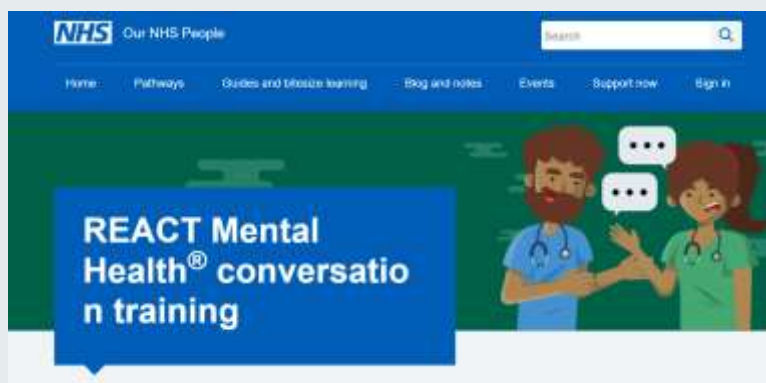 NHS Our NHS People
Search
Home Pathways Guides and bitesize learning Blog and notes Events Support now Sign in
REACT Mental
Health® conversatio
n training